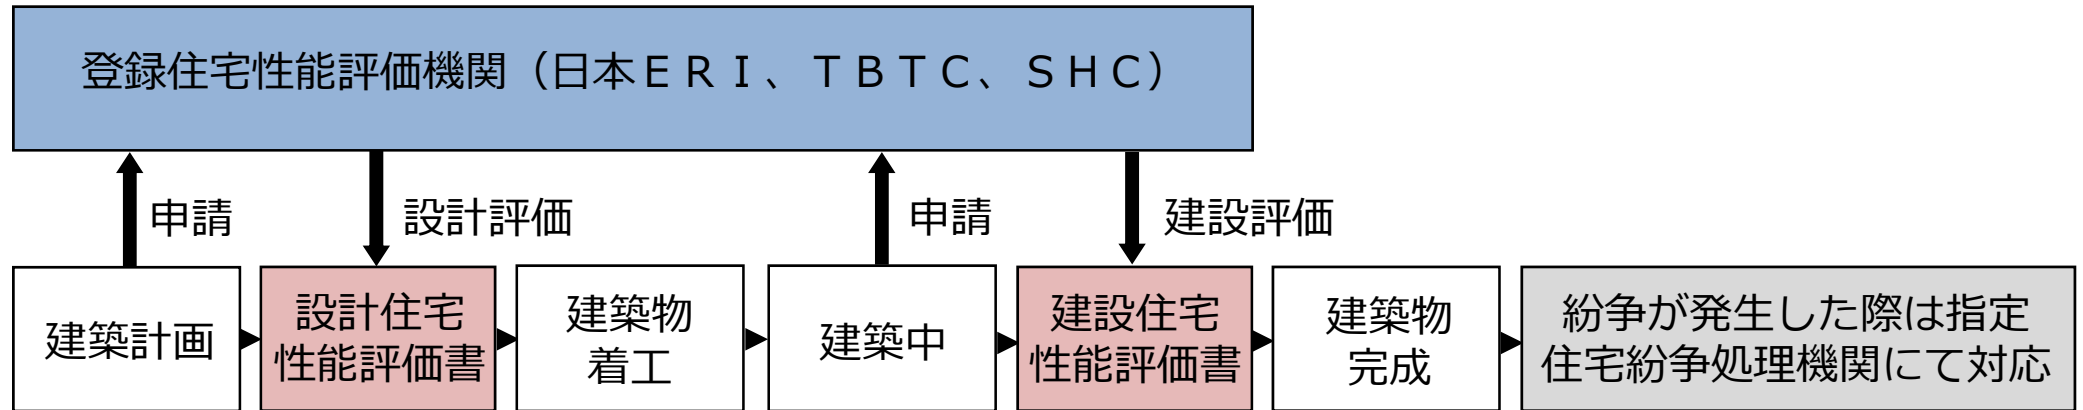 登録住宅性能評価機関（日本ＥＲＩ、ＴＢＴＣ、ＳＨＣ）
申請
設計評価
申請
建設評価
建築計画
設計住宅
性能評価書
建築物
着工
建築中
建設住宅
性能評価書
建築物
完成
紛争が発生した際は指定
住宅紛争処理機関にて対応